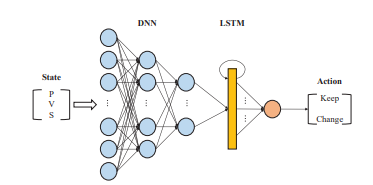 DNN
LSTM
State
P
V
S
Action
Keep
Change